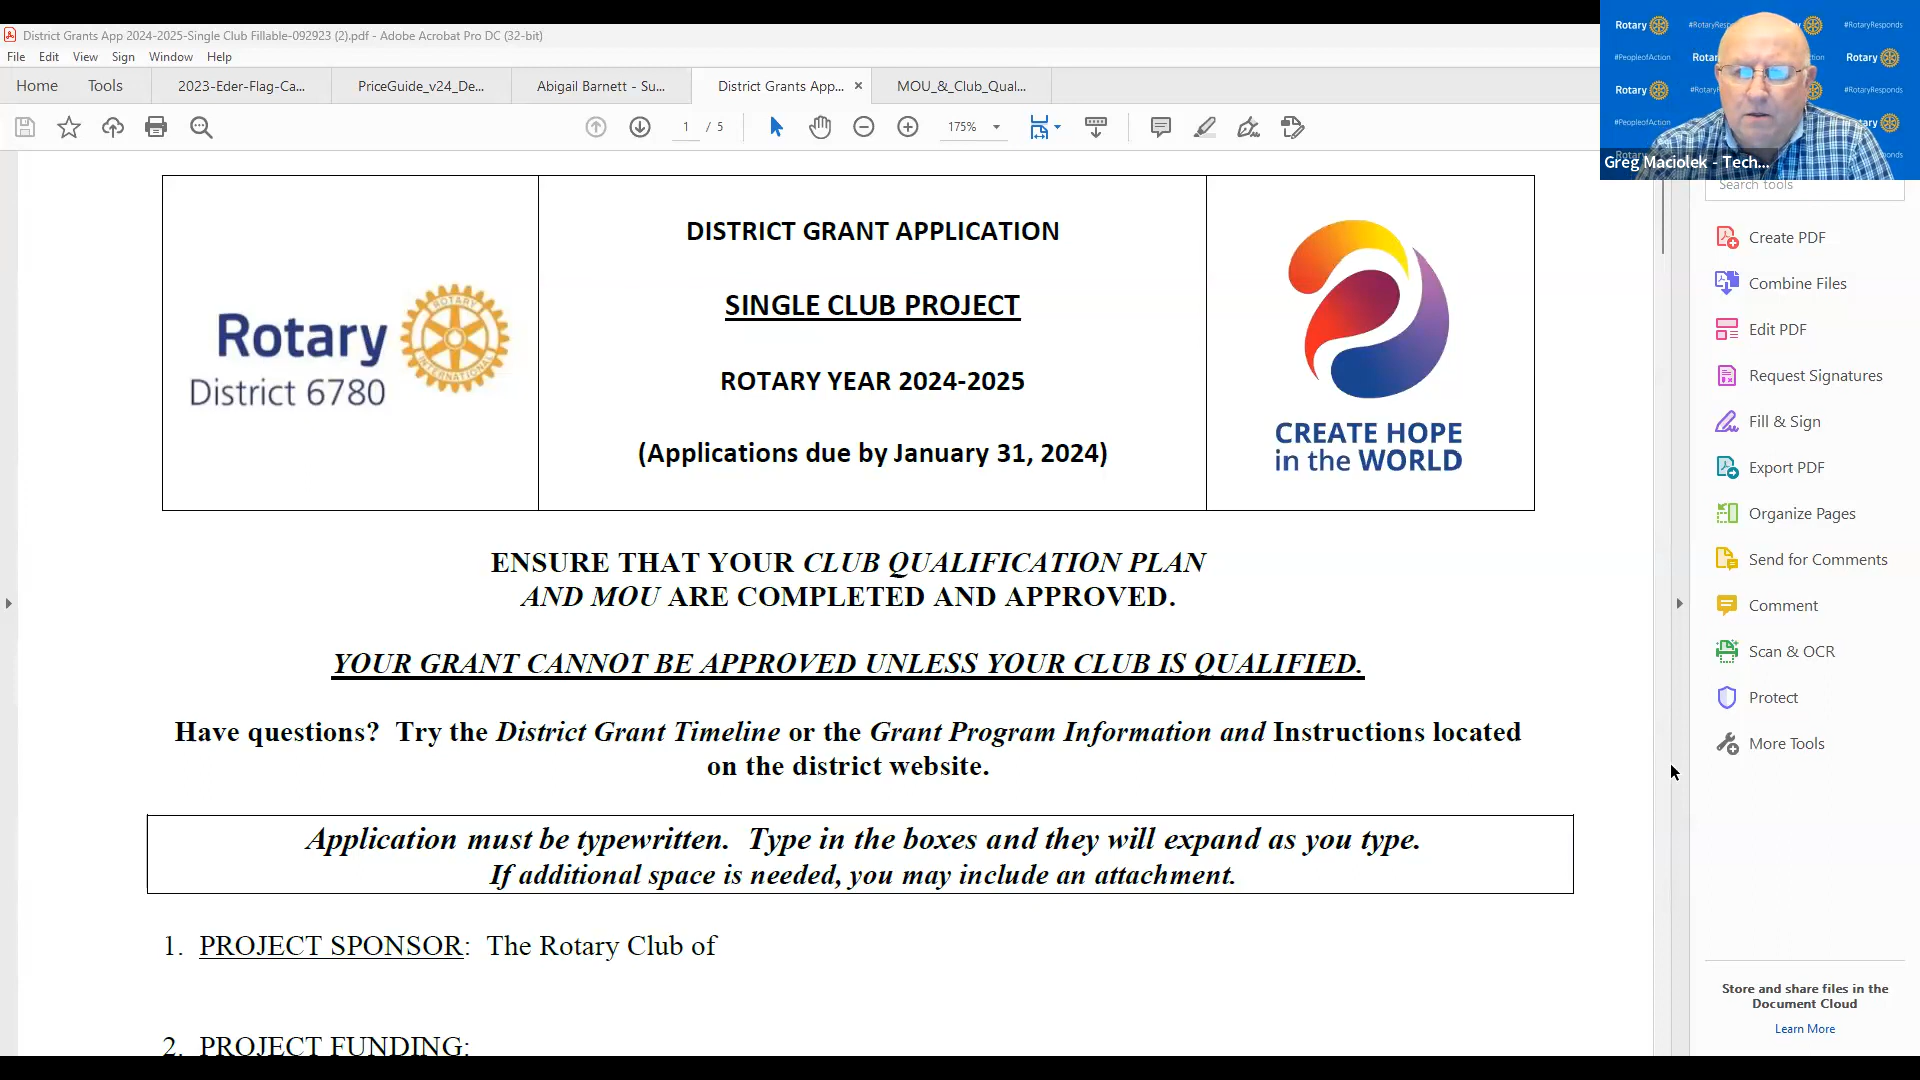 District Grants App 2024-2025-Single Club Fillable-092923 (2).pdf - Adobe Acrobat Pro DC (32-bit)
File Edit View Sign Window Help
Home Tools 2023-Eder-Flag-Ca... PriceGuide_v24_De... Abigail Barnett - Su... District Grants App... MOU_&_Club_Qual...
1 / 5 175%
Rotary
#PeopleofAction
Rotary
#PeopleofAction
#RotaryResponds
Rotary
#RotaryResponds
Greg Maciolek - Tech...
Rotary
ROTARY
INTERNATIONAL
District 6780
DISTRICT GRANT APPLICATION
SINGLE CLUB PROJECT
ROTARY YEAR 2024-2025
(Applications due by January 31, 2024)
CREATE HOPE
in the WORLD
ENSURE THAT YOUR CLUB QUALIFICATION PLAN
AND MOU ARE COMPLETED AND APPROVED.
YOUR GRANT CANNOT BE APPROVED UNLESS YOUR CLUB IS QUALIFIED.
Have questions? Try the District Grant Timeline or the Grant Program Information and Instructions located
on the district website.
Application must be typewritten. Type in the boxes and they will expand as you type.
If additional space is needed, you may include an attachment.
1. PROJECT SPONSOR: The Rotary Club of
2. PROJECT FUNDING:
Search tools
Create PDF
Combine Files
Edit PDF
Request Signatures
Fill & Sign
Export PDF
Organize Pages
Send for Comments
Comment
Scan & OCR
Protect
More Tools
Store and share files in the
Document Cloud
Learn More